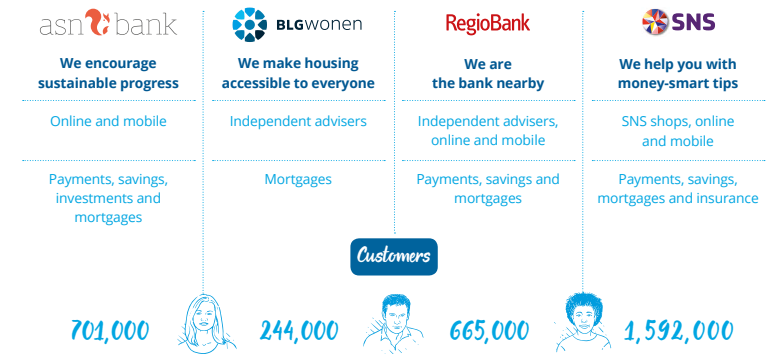 asn bank
We encourage
sustainable progress
Online and mobile
Payments, savings,
investments and
mortgages
BLGWONEN
We make housing
accessible to everyone
Independent advisers
Mortgages
RegioBank
We are
the bank nearby
Independent advisers,
online and mobile
Payments, savings and
mortgages
SNS
We help you with
money-smart tips
SNS shops, online
and mobile
Payments, savings,
mortgages and insurance
Customers
701,000
244,000
665,000
1,592,000